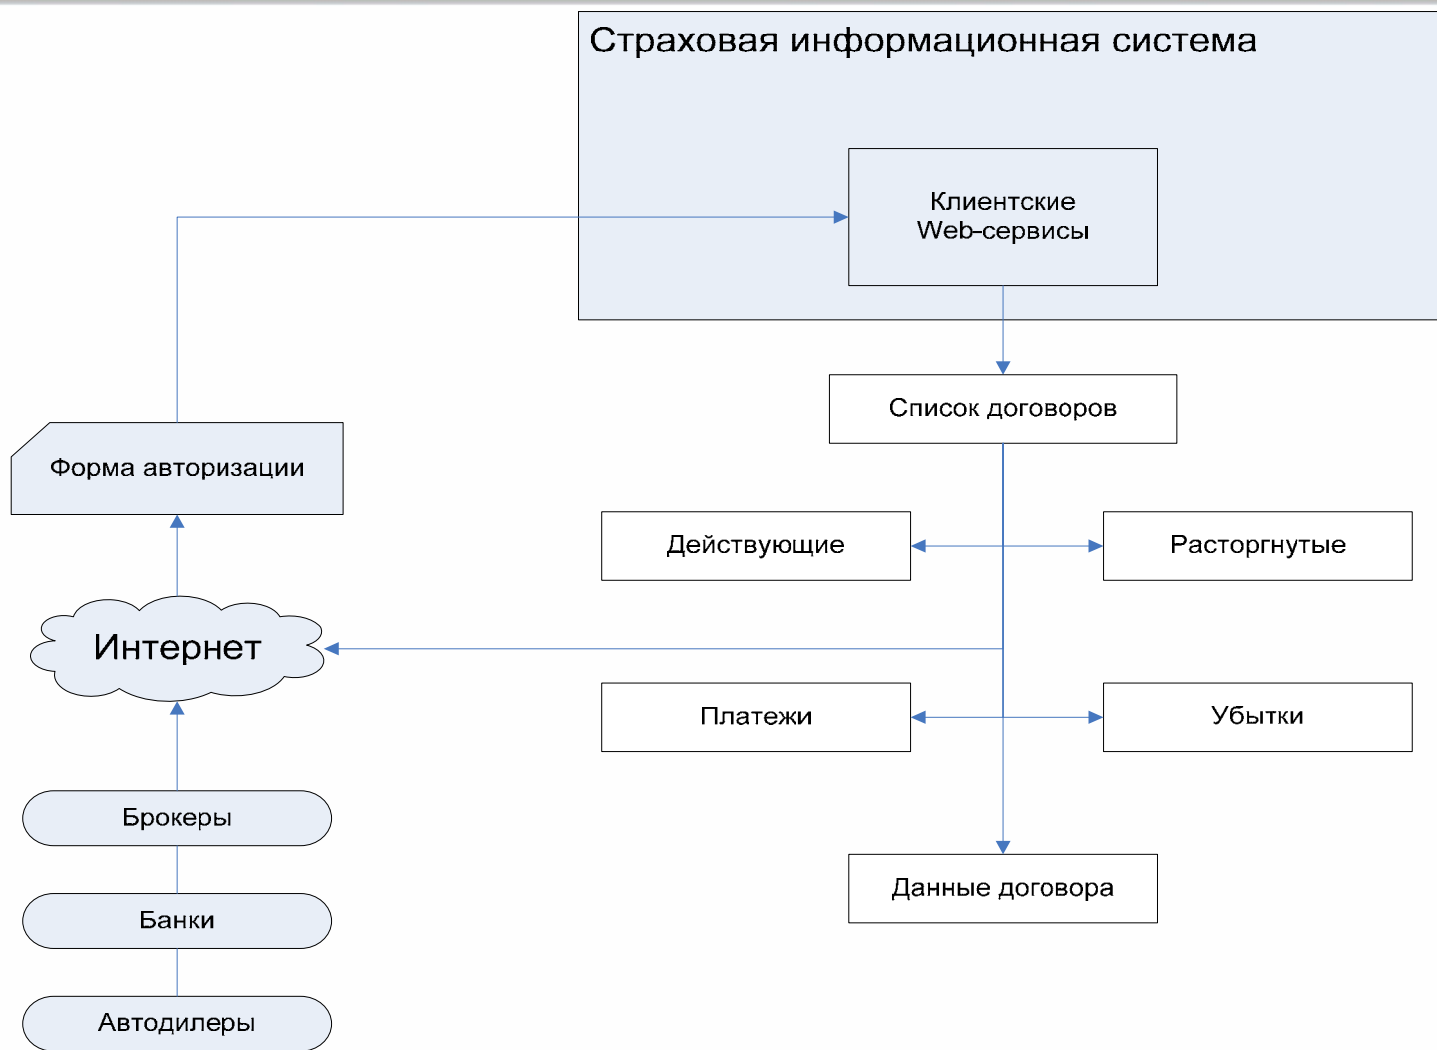 Страховая информационная система
Клиентские
Web-сервисы
Список договоров
Форма авторизации
Действующие
Расторгнутые
Интернет
Платежи
Убытки
Брокеры
Данные договора
Банки
Автодилеры